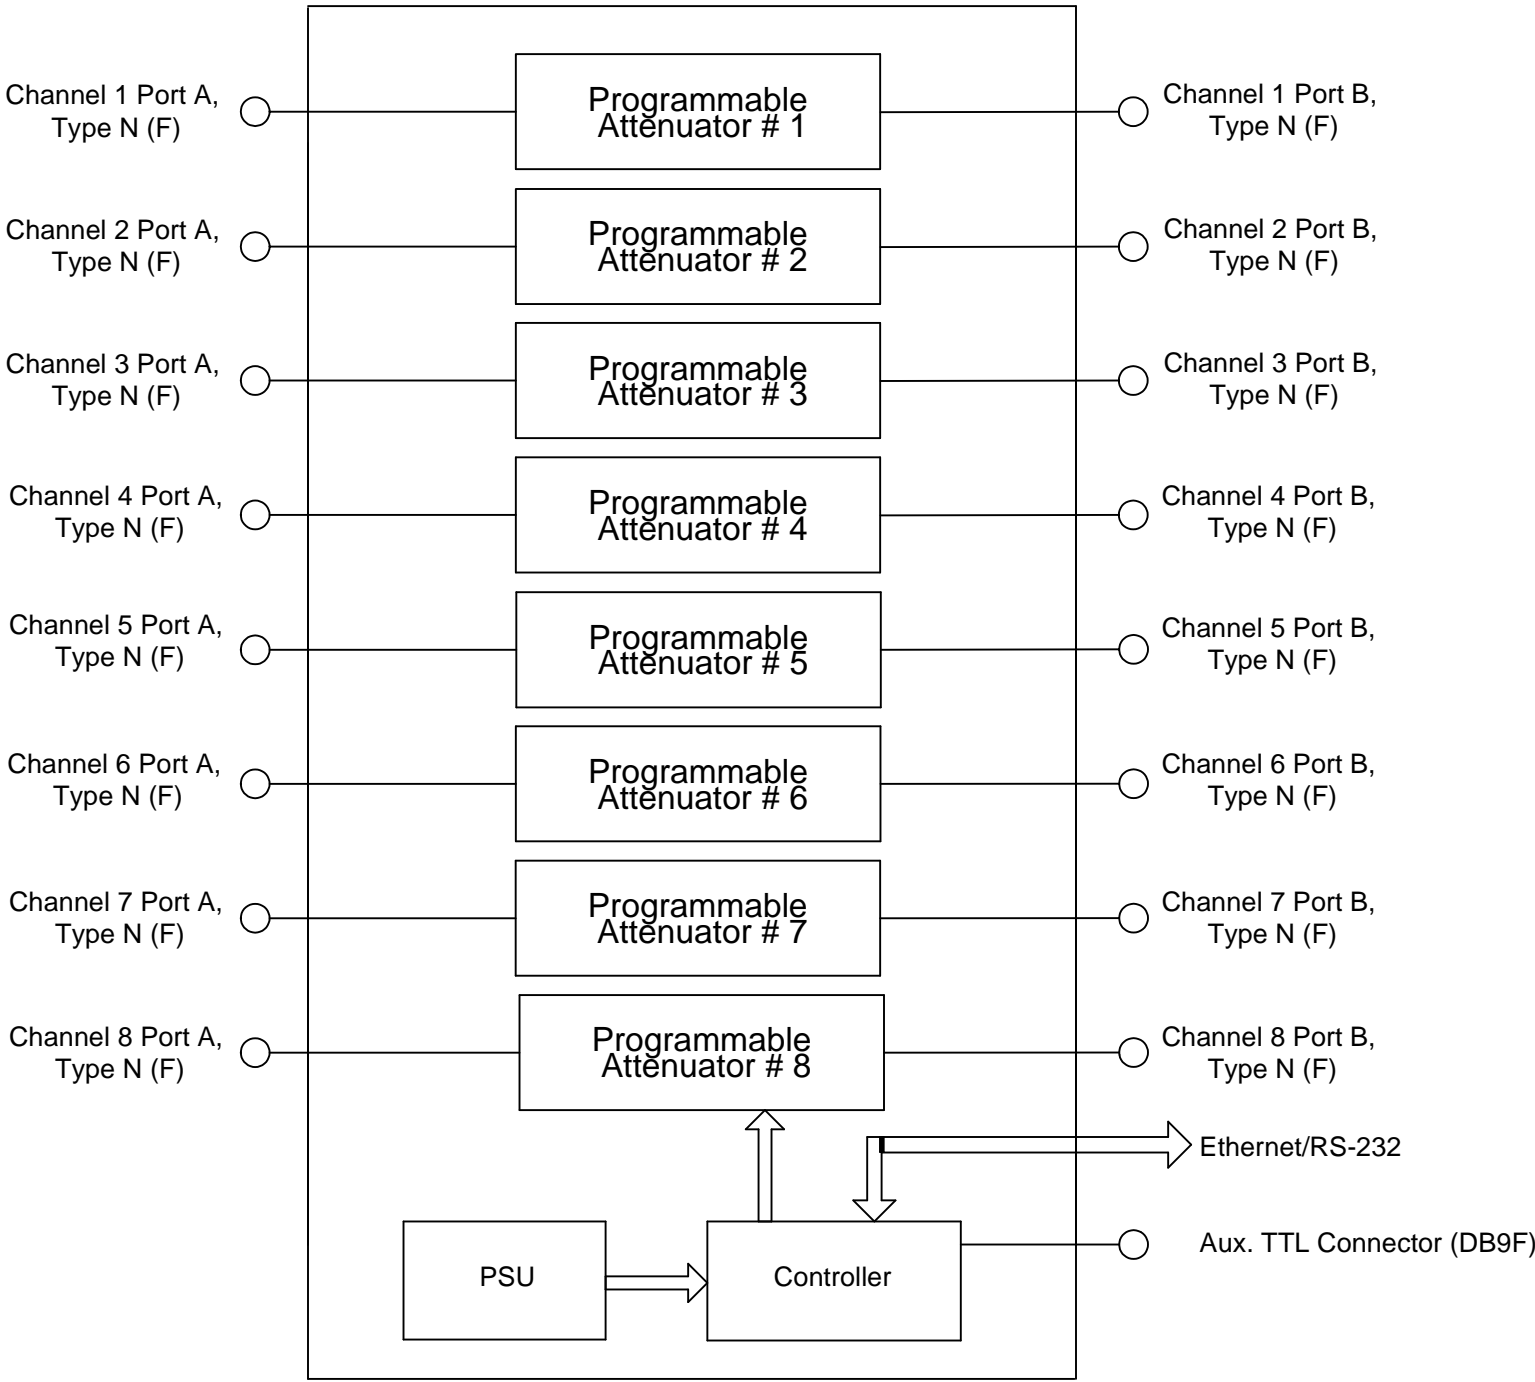 Channel 1 Port A,
Type N (F)
Programmable
Attenuator # 1
Channel 1 Port B,
Type N (F)
Channel 2 Port A,
Type N (F)
Programmable
Attenuator # 2
Channel 2 Port B,
Type N (F)
Channel 3 Port A,
Type N (F)
Programmable
Attenuator # 3
Channel 3 Port B,
Type N (F)
Channel 4 Port A,
Type N (F)
Programmable
Attenuator # 4
Channel 4 Port B,
Type N (F)
Channel 5 Port A,
Type N (F)
Programmable
Attenuator # 5
Channel 5 Port B,
Type N (F)
Channel 6 Port A,
Type N (F)
Programmable
Attenuator # 6
Channel 6 Port B,
Type N (F)
Channel 7 Port A,
Type N (F)
Programmable
Attenuator # 7
Channel 7 Port B,
Type N (F)
Channel 8 Port A,
Type N (F)
Programmable
Attenuator # 8
Channel 8 Port B,
Type N (F)
Ethernet/RS-232
Aux. TTL Connector (DB9F)
PSU
Controller